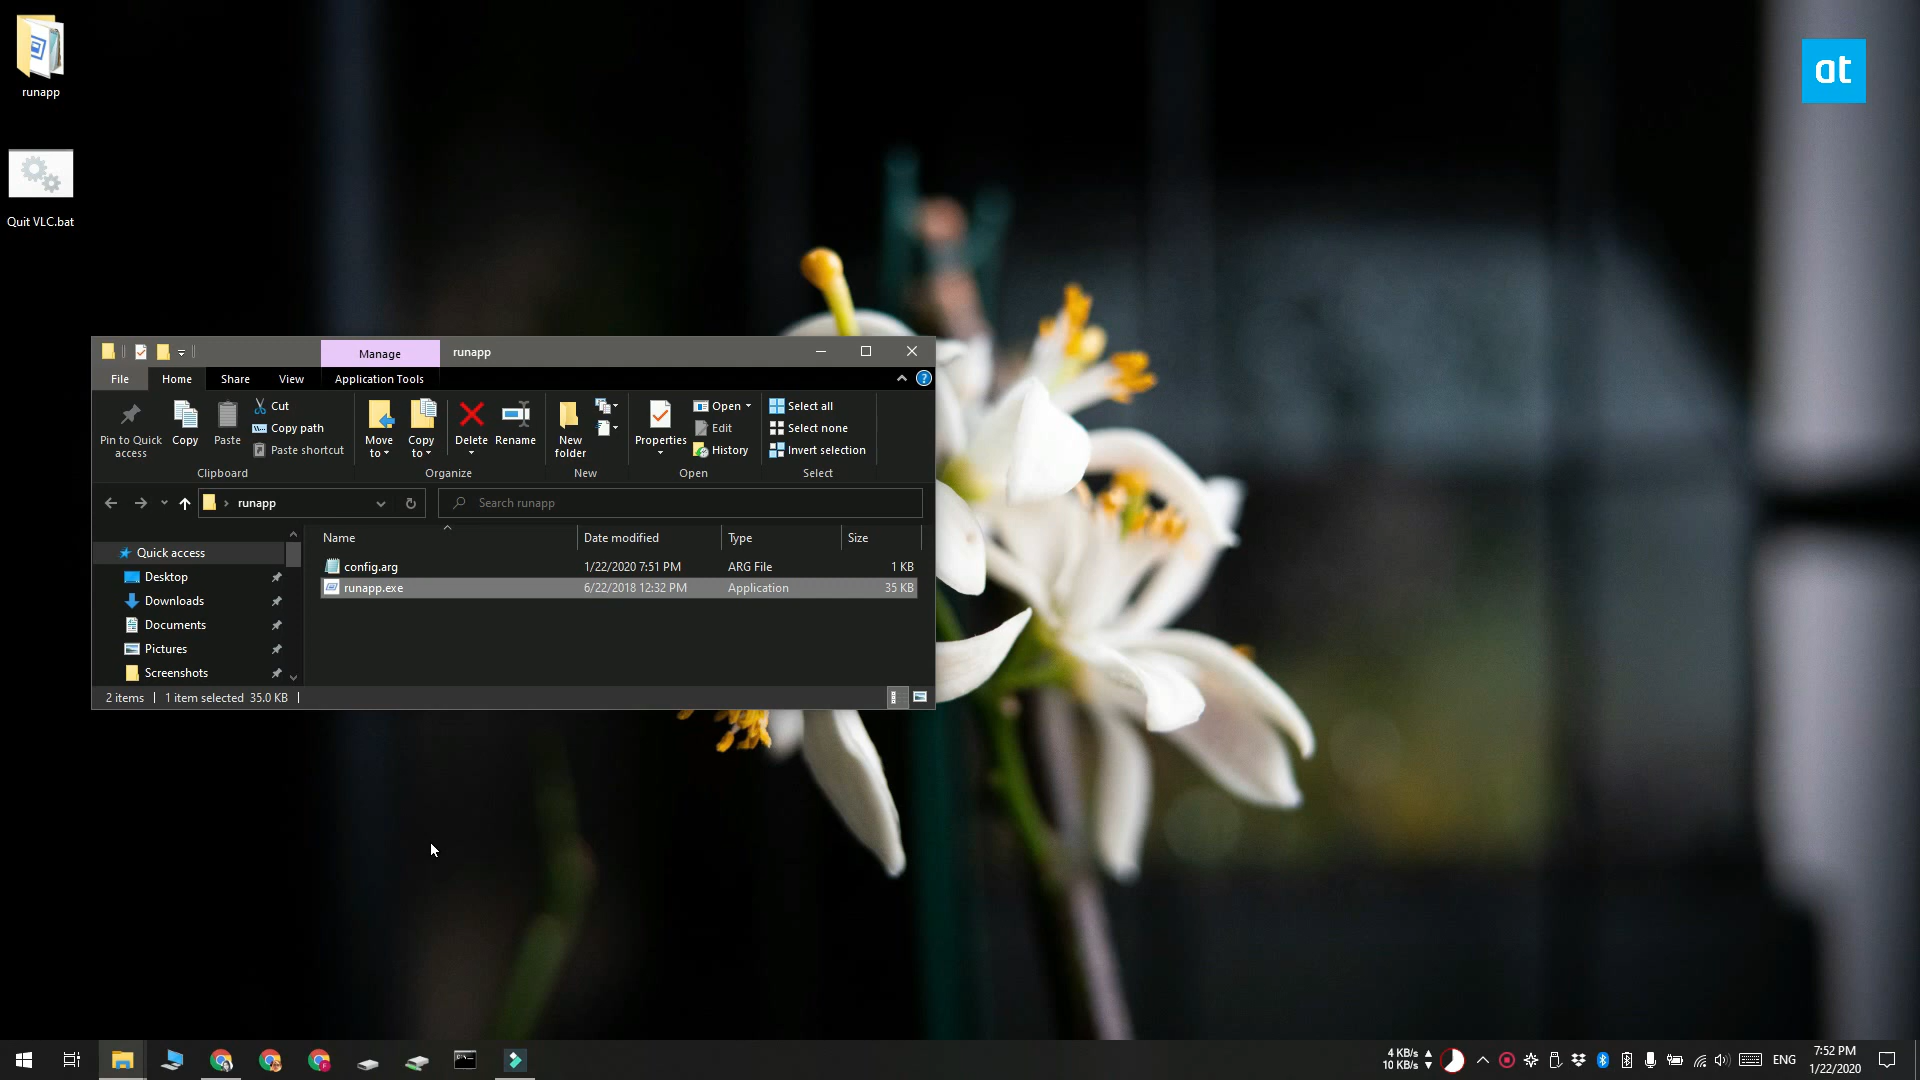 runapp
Quit VLC.bat
at
Manage
runapp
File
Home
Share
View
Application Tools
Pin to Quick access
Copy
Paste
Cut
Copy path
Paste shortcut
Clipboard
Move to
Copy to
Delete
Rename
Organize
New folder
New
Properties
Open
Edit
History
Open
Select all
Select none
Invert selection
Select
runapp
Search runapp
Quick access
Desktop
Downloads
Documents
Pictures
Screenshots
Name
Date modified
Type
Size
config.arg
1/22/2020 7:51 PM
ARG File
1 KB
runapp.exe
6/22/2018 12:32 PM
Application
35 KB
2 items
1 item selected 35.0 KB
4 KB/s
10 KB/s
ENG
7:52 PM
1/22/2020